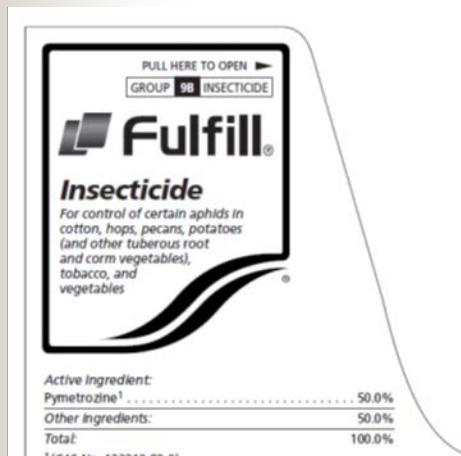 PULL HERE TO OPEN
GROUP 9B INSECTICIDE
Fulfill®
Insecticide
For control of certain aphids in
cotton, hops, pecans, potatoes
(and other tuberous root
and corm vegetables),
tobacco, and
vegetables
®
Active Ingredient:
Pymetrozine¹ . . . . . . . . . . . . . . . . . . . . . . . . . . . . . . . . . . 50.0%
Other Ingredients: 50.0%
Total: 100.0%